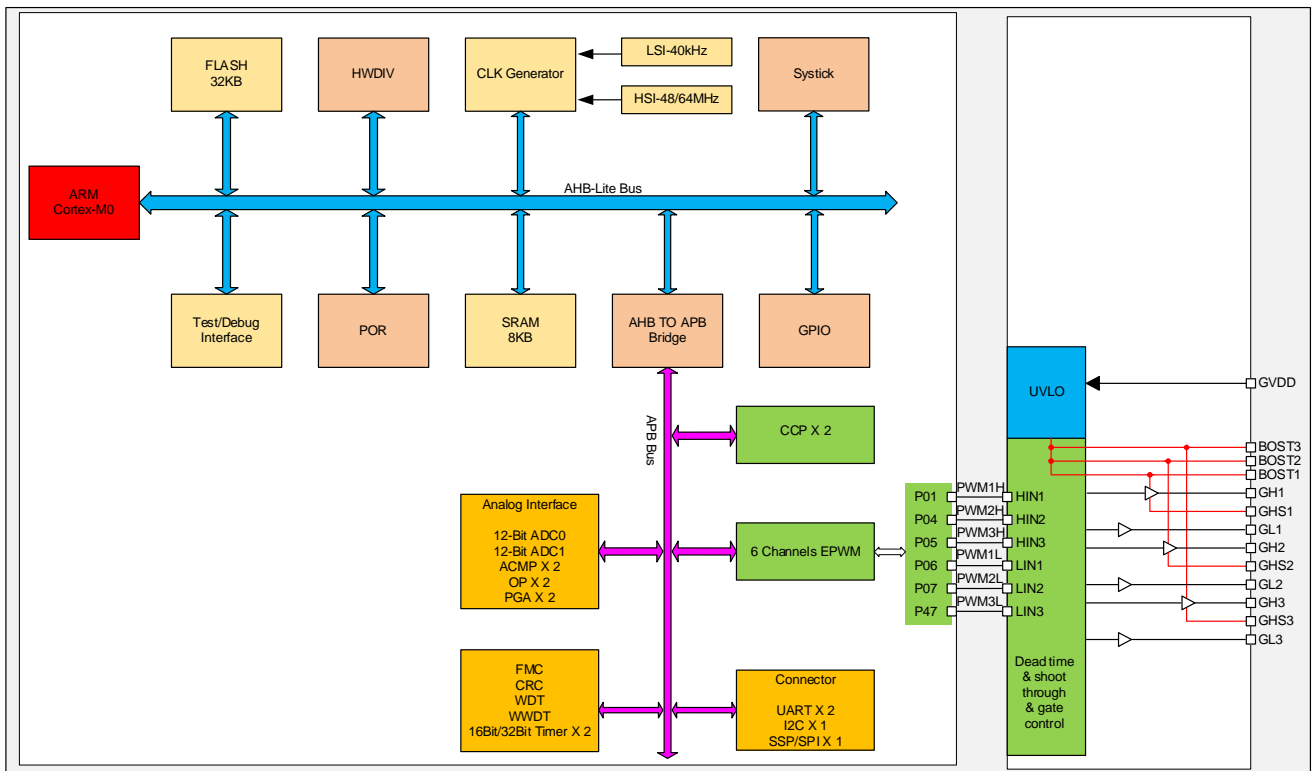 FLASH
32KB
HWDIV
CLK Generator
LSI-40kHz
HSI-48/64MHz
Systick
ARM
Cortex-M0
AHB-Lite Bus
Test/Debug
Interface
POR
SRAM
8KB
AHB TO APB
Bridge
GPIO
APB Bus
CCP X 2
Analog Interface
12-Bit ADC0
12-Bit ADC1
ACMP X 2
OP X 2
PGA X 2
6 Channels EPWM
FMC
CRC
WDT
WWDT
16Bit/32Bit Timer X 2
Connector
UART X 2
I2C X 1
SSP/SPI X 1
P01
P04
P05
P06
P07
P47
PWM1H
PWM2H
PWM3H
PWM1L
PWM2L
PWM3L
UVLO
HIN1
HIN2
HIN3
LIN1
LIN2
LIN3
Dead time
& shoot
through
& gate
control
GVDD
BOST3
BOST2
BOST1
GH1
GHS1
GL1
GH2
GHS2
GL2
GH3
GHS3
GL3